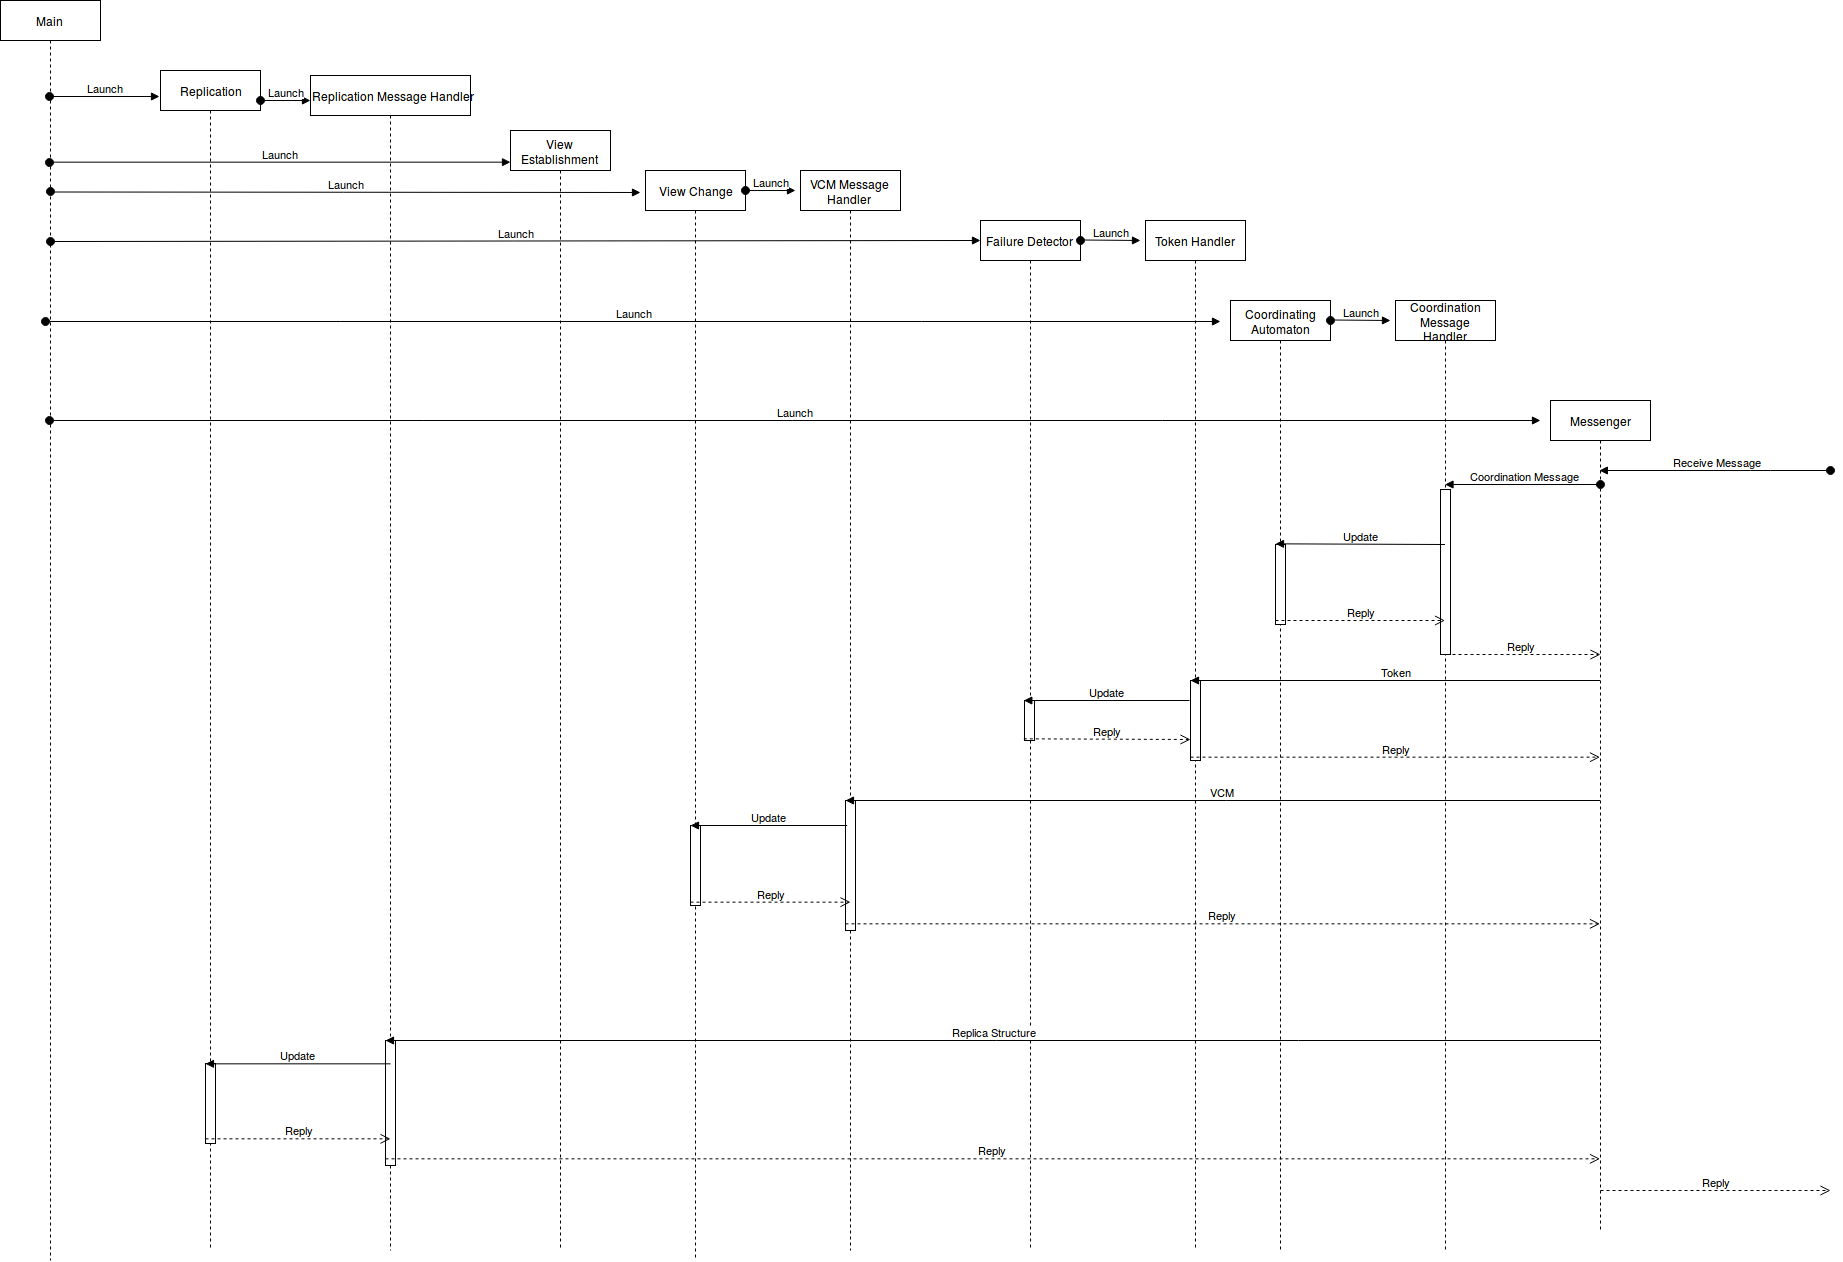 Main
Launch
Replication
Launch
Replication Message Handler
Launch
View
Establishment
Launch
View Change
Launch
VCM Message
Handler
Launch
Failure Detector
Launch
Token Handler
Launch
Coordinating
Automaton
Launch
Coordination
Message
Handler
Launch
Messenger
Receive Message
Coordination Message
Update
Reply
Reply
Token
Update
Reply
Reply
VCM
Update
Reply
Reply
Replica Structure
Update
Reply
Reply
Reply